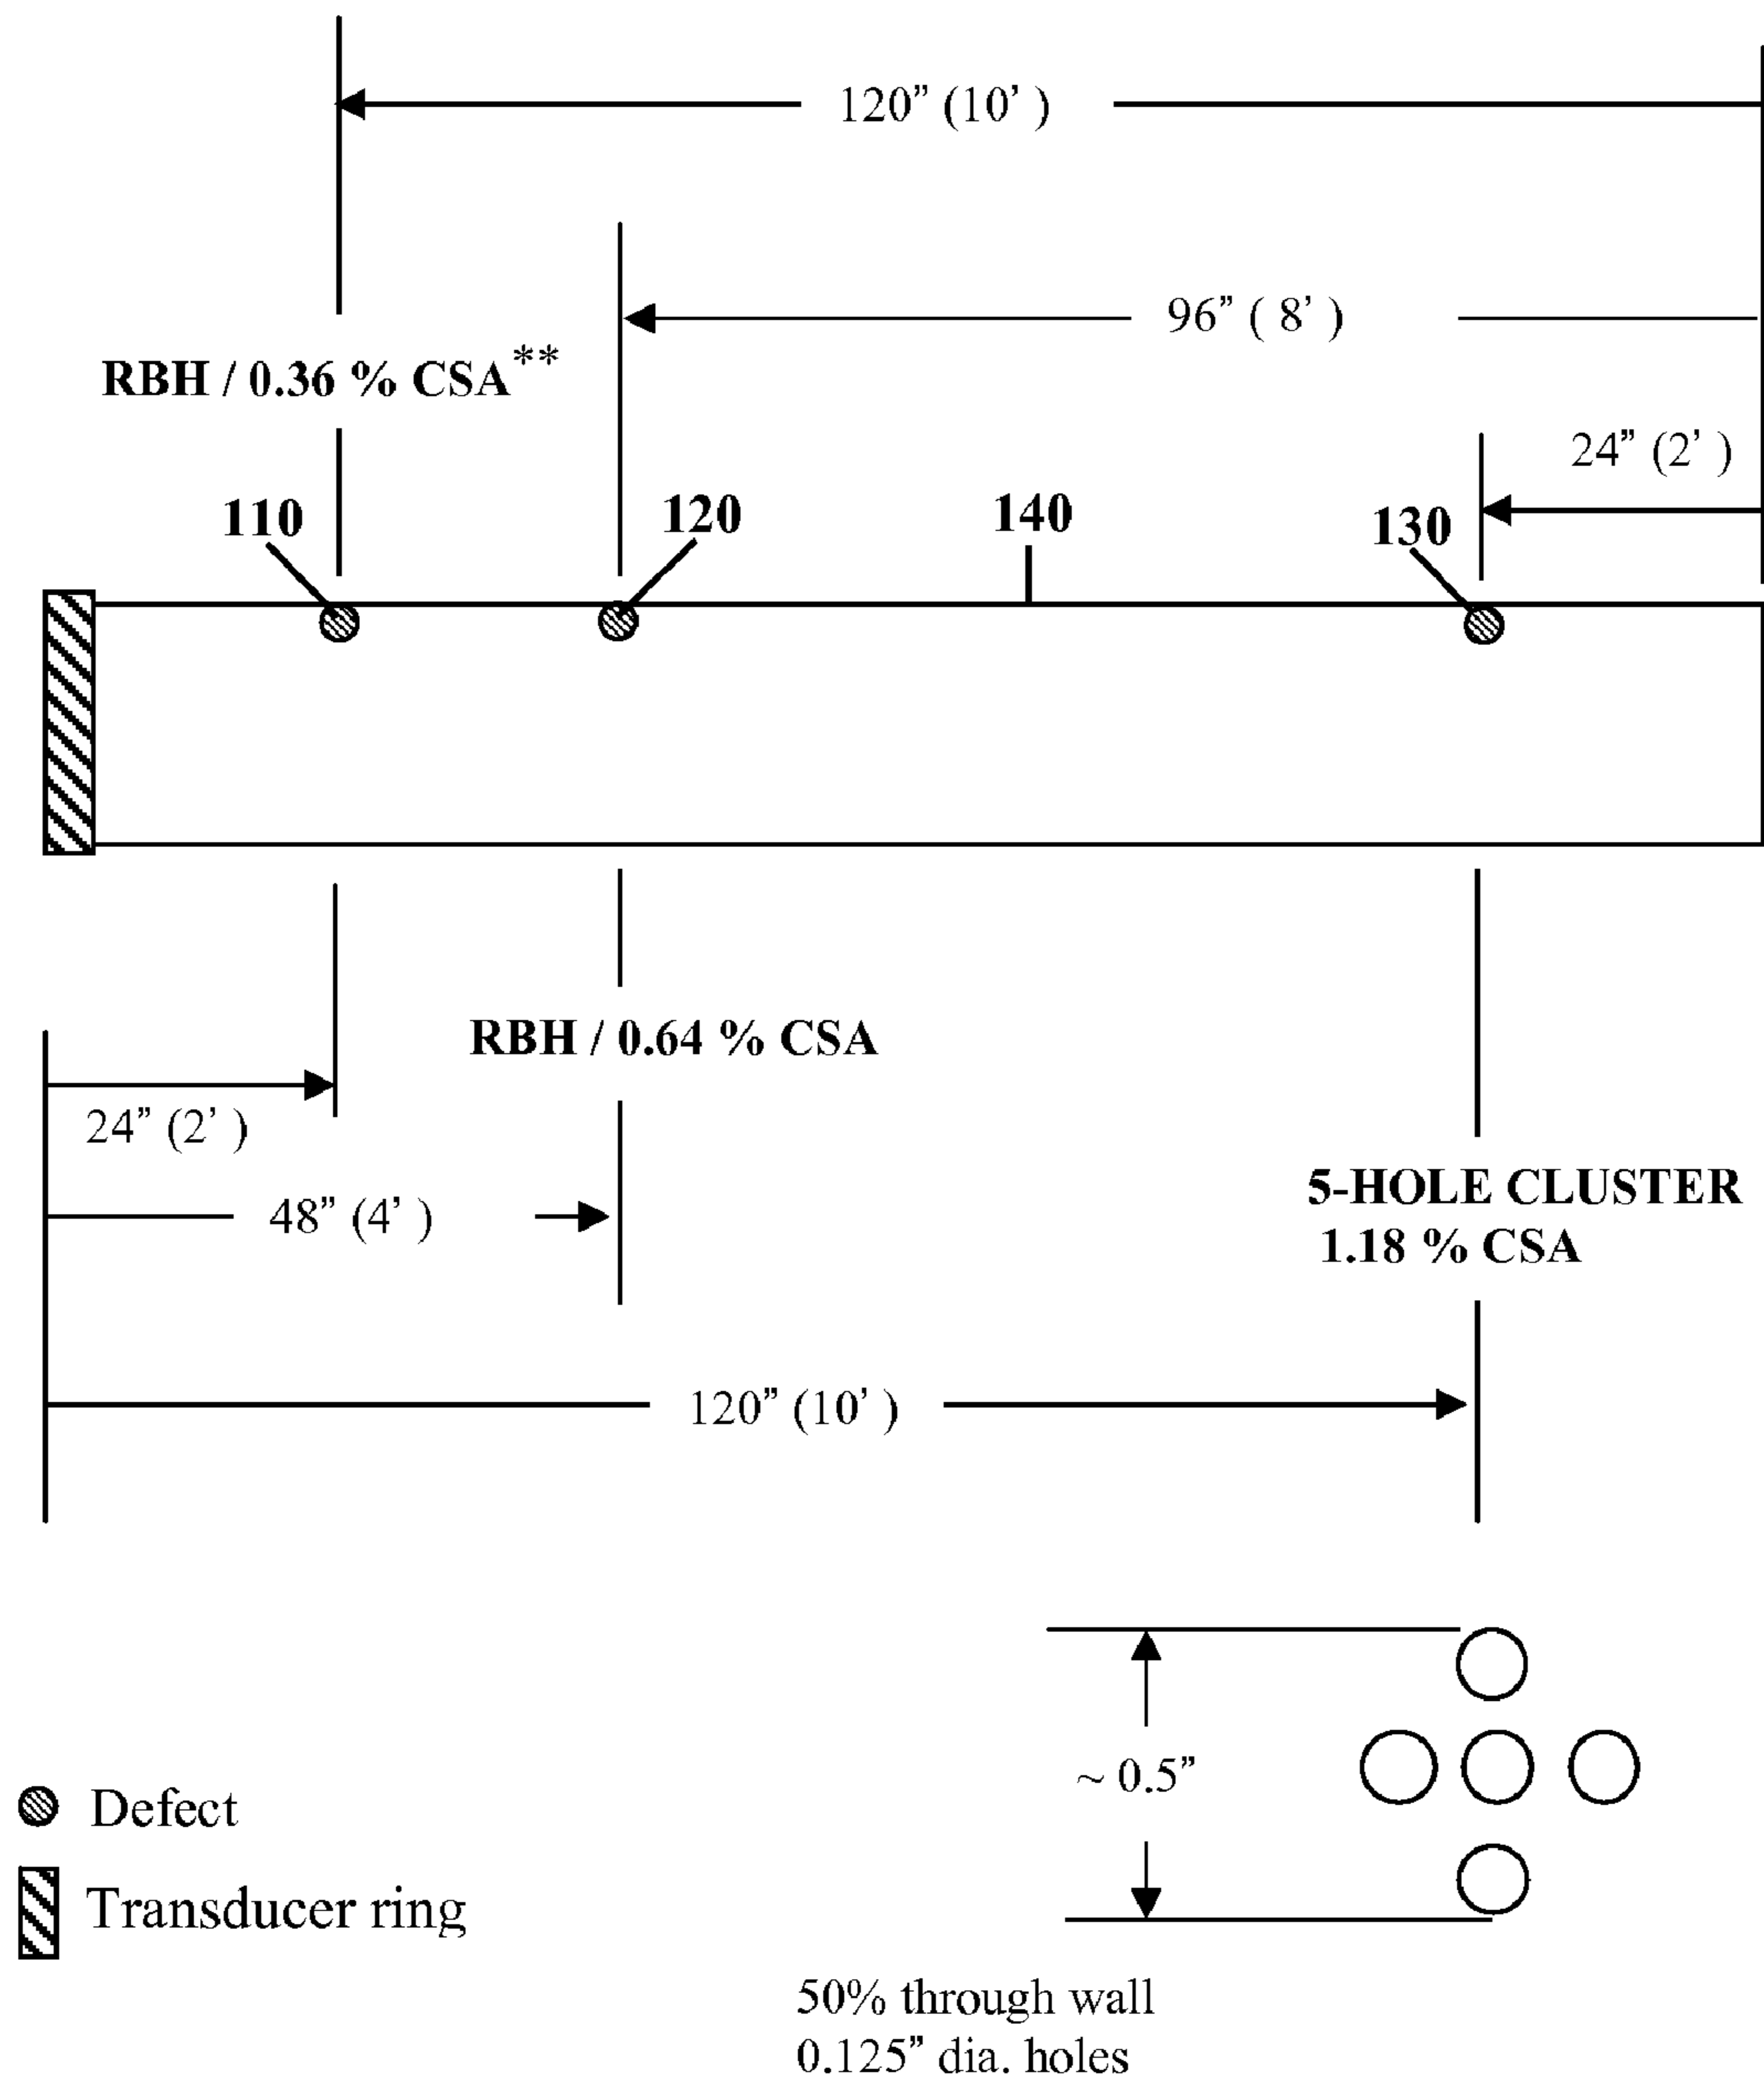 120” (10’ )
96” ( 8’ )
RBH / 0.36 % CSA**
24” (2’ )
110
120
140
130
RBH / 0.64 % CSA
24” (2’ )
48” (4’ )
5-HOLE CLUSTER
1.18 % CSA
120” (10’ )
~ 0.5”
Defect
Transducer ring
50% through wall
0.125” dia. holes